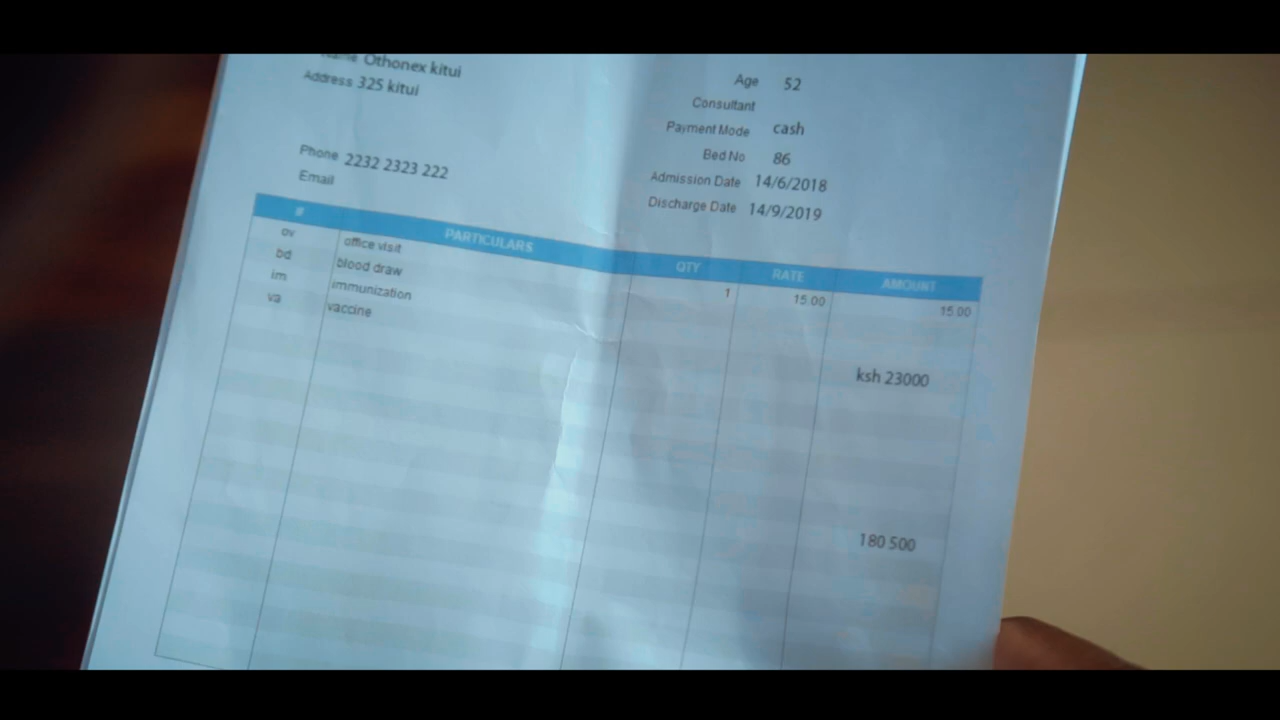 Name Othonex kitui
Address 325 kitui
Phone 2232 2323 222
Email
Age 52
Consultant
Payment Mode cash
Bed No 86
Admission Date 14/6/2018
Discharge Date 14/9/2019
# PARTICULARS QTY RATE AMOUNT
ov office visit 1 15.00 15.00
bd blood draw
im immunization
va vaccine
ksh 23000
180 500